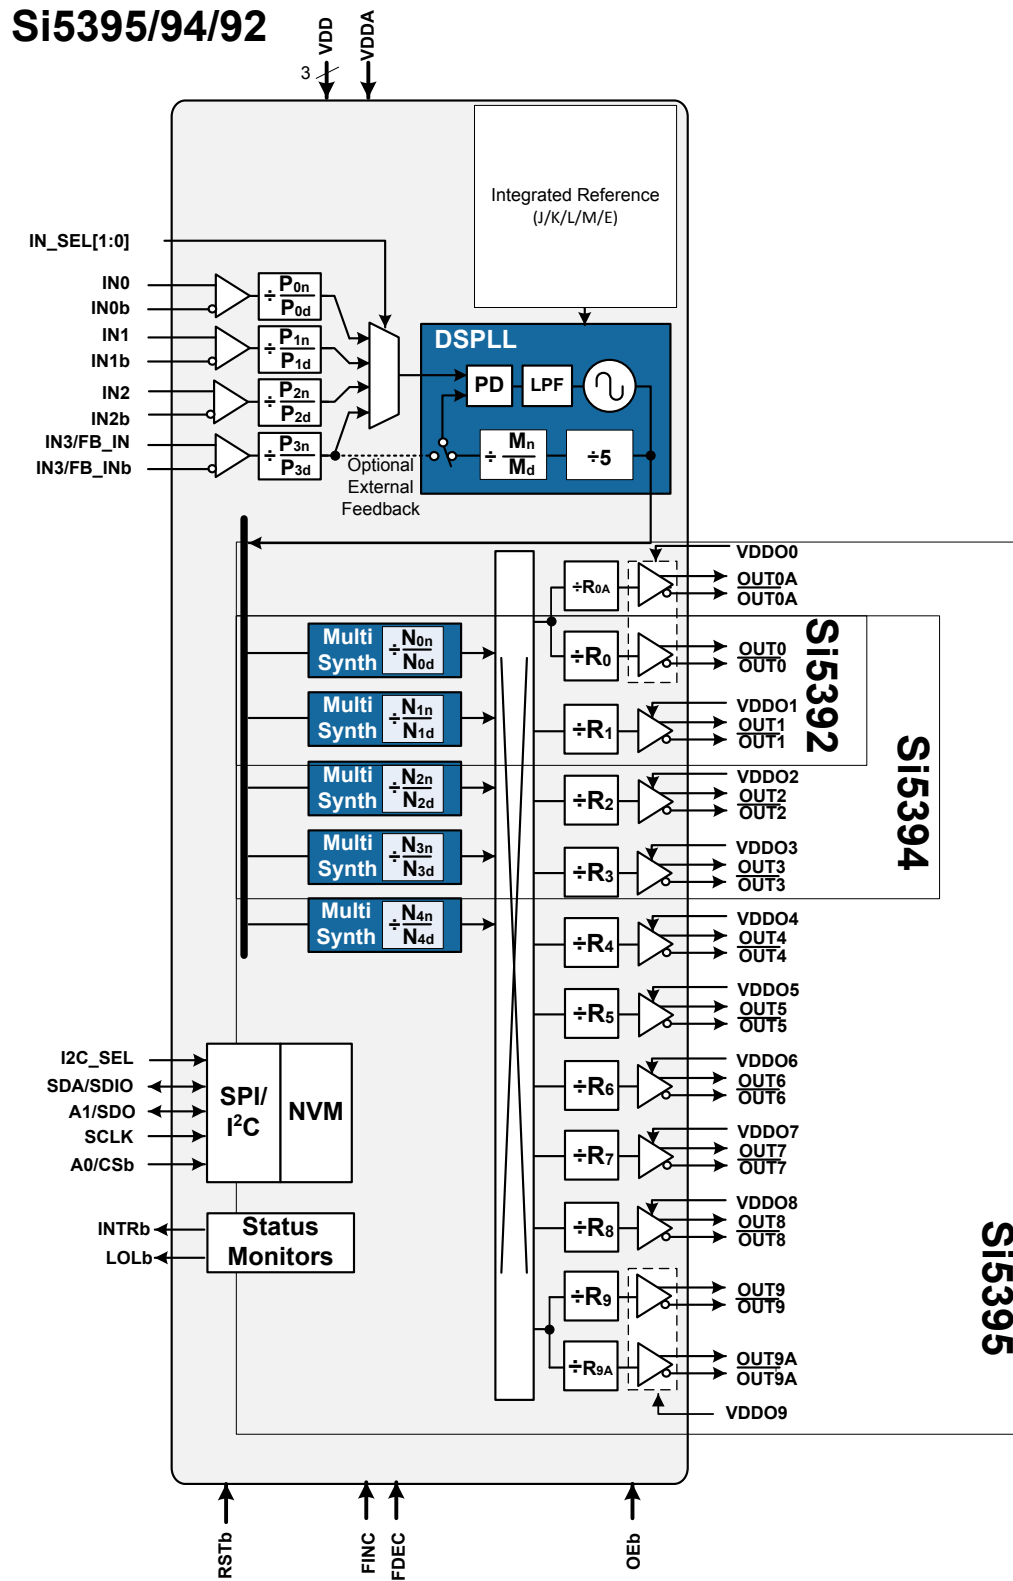 Si5395/94/92
VDD
VDDA
3
Integrated Reference
(J/K/L/M/E)
IN_SEL[1:0]
IN0
IN0b
÷ P0n
P0d
IN1
IN1b
÷ P1n
P1d
IN2
IN2b
÷ P2n
P2d
IN3/FB_IN
IN3/FB_INb
÷ P3n
P3d
DSPLL
PD
LPF
÷ Mn
Md
÷5
Optional
External
Feedback
Multi
Synth
÷ N0n
N0d
Multi
Synth
÷ N1n
N1d
Multi
Synth
÷ N2n
N2d
Multi
Synth
÷ N3n
N3d
Multi
Synth
÷ N4n
N4d
÷R0A
÷R0
÷R1
÷R2
÷R3
÷R4
÷R5
÷R6
÷R7
÷R8
÷R9
÷R9A
VDDO0
OUT0A
OUT0A
OUT0
OUT0
VDDO1
OUT1
OUT1
VDDO2
OUT2
OUT2
VDDO3
OUT3
OUT3
VDDO4
OUT4
OUT4
VDDO5
OUT5
OUT5
VDDO6
OUT6
OUT6
VDDO7
OUT7
OUT7
VDDO8
OUT8
OUT8
OUT9
OUT9
OUT9A
OUT9A
VDDO9
Si5392
Si5394
Si5395
I2C_SEL
SDA/SDIO
A1/SDO
SCLK
A0/CSb
SPI/
I²C
NVM
INTRb
LOLb
Status
Monitors
RSTb
FINC
FDEC
OEb